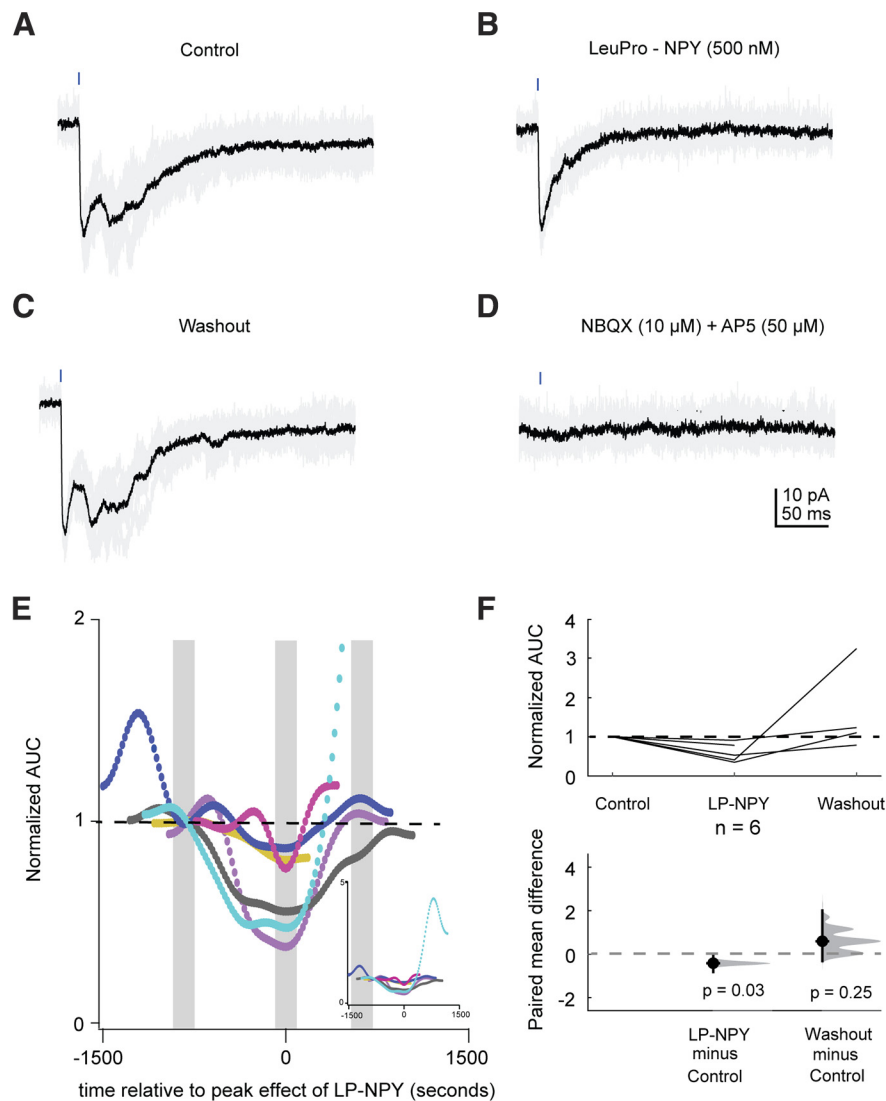 A
Control
B
LeuPro - NPY (500 nM)
C
Washout
D
NBQX (10 µM) + AP5 (50 µM)
10 pA
50 ms
E
2
1
0
Normalized AUC
-1500
0
1500
time relative to peak effect of LP-NPY (seconds)
5
0
-1500
0
1500
F
4
3
2
1
0
Normalized AUC
Control
LP-NPY
Washout
n = 6
4
2
0
-2
Paired mean difference
p = 0.03
p = 0.25
LP-NPY
minus
Control
Washout
minus
Control